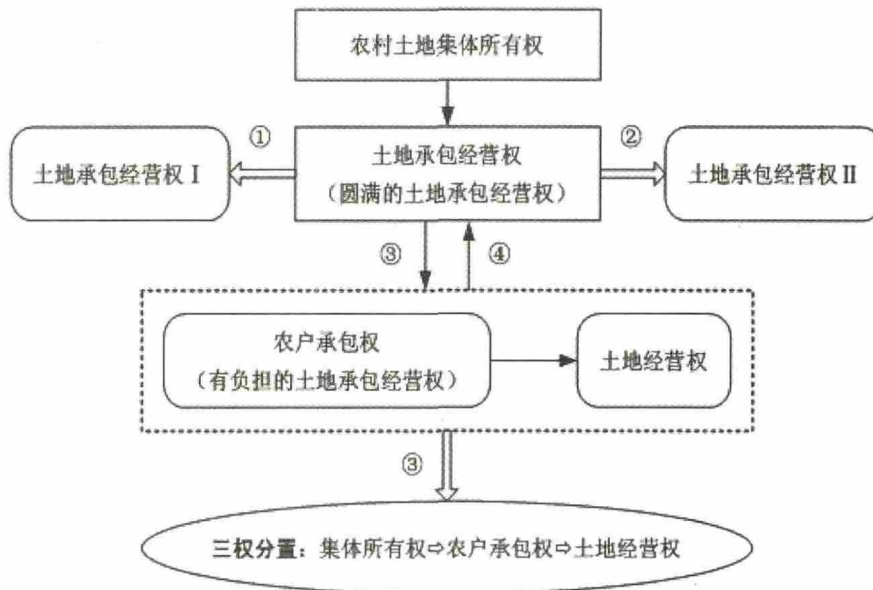 农村土地集体所有权
①
②
土地承包经营权Ⅰ
土地承包经营权
（圆满的土地承包经营权）
土地承包经营权Ⅱ
③
④
农户承包权
（有负担的土地承包经营权）
土地经营权
③
三权分置：集体所有权⇨农户承包权⇨土地经营权